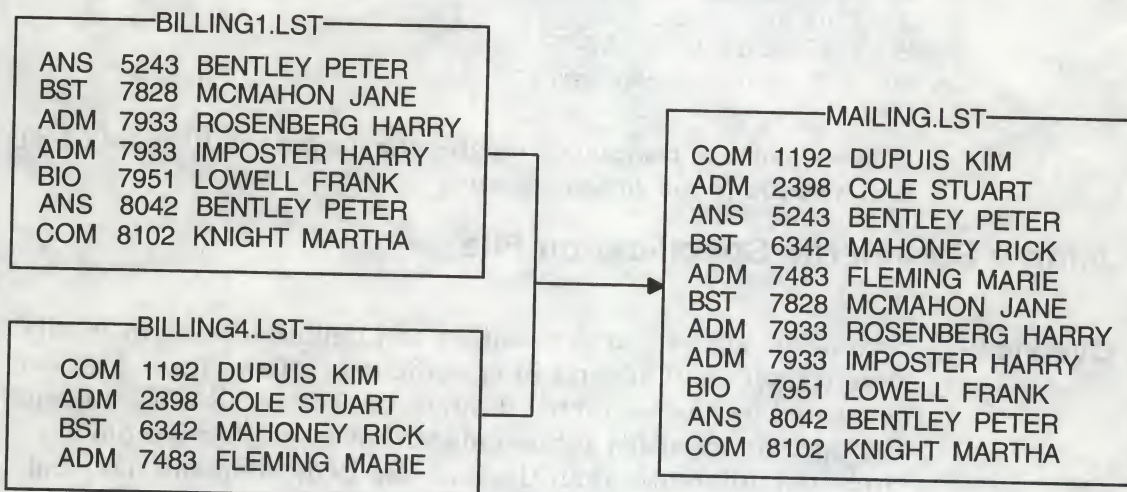 BILLING1.LST
ANS 5243 BENTLEY PETER
BST 7828 MCMAHON JANE
ADM 7933 ROSENBERG HARRY
ADM 7933 IMPOSTER HARRY
BIO 7951 LOWELL FRANK
ANS 8042 BENTLEY PETER
COM 8102 KNIGHT MARTHA
BILLING4.LST
COM 1192 DUPUIS KIM
ADM 2398 COLE STUART
BST 6342 MAHONEY RICK
ADM 7483 FLEMING MARIE
MAILING.LST
COM 1192 DUPUIS KIM
ADM 2398 COLE STUART
ANS 5243 BENTLEY PETER
BST 6342 MAHONEY RICK
ADM 7483 FLEMING MARIE
BST 7828 MCMAHON JANE
ADM 7933 ROSENBERG HARRY
ADM 7933 IMPOSTER HARRY
BIO 7951 LOWELL FRANK
ANS 8042 BENTLEY PETER
COM 8102 KNIGHT MARTHA